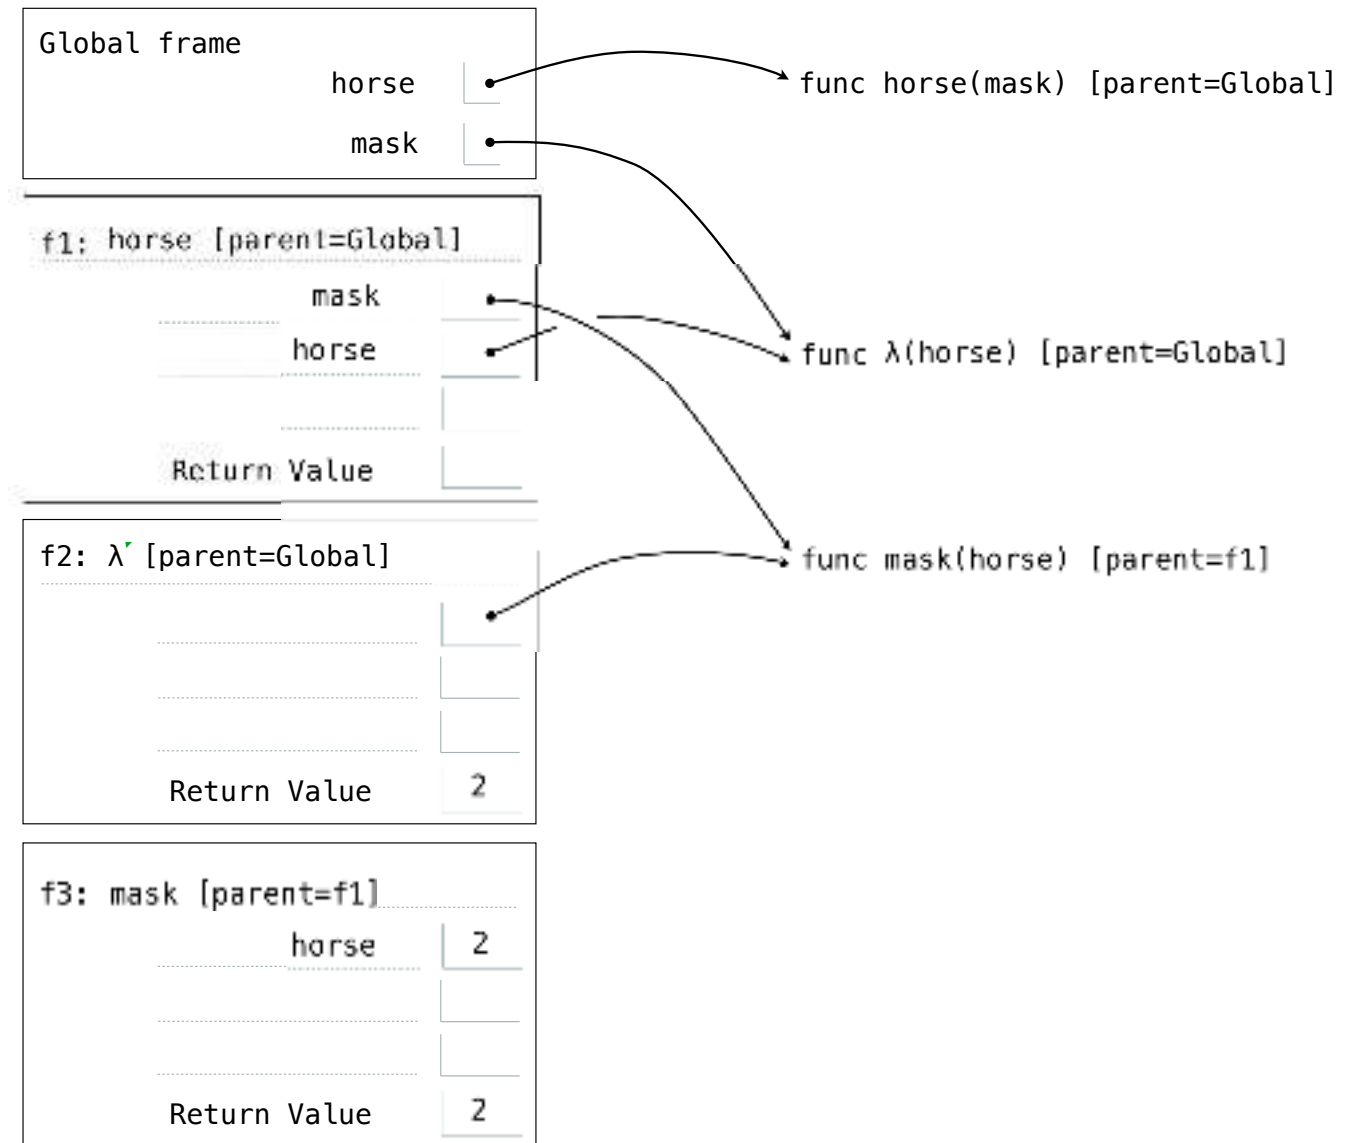 Global frame
horse
func horse(mask) [parent=Global]
mask
f1: horse [parent=Global]
mask
horse
func λ(horse) [parent=Global]
Return Value
f2: λ [parent=Global]
func mask(horse) [parent=f1]
Return Value 2
f3: mask [parent=f1]
horse 2
Return Value 2